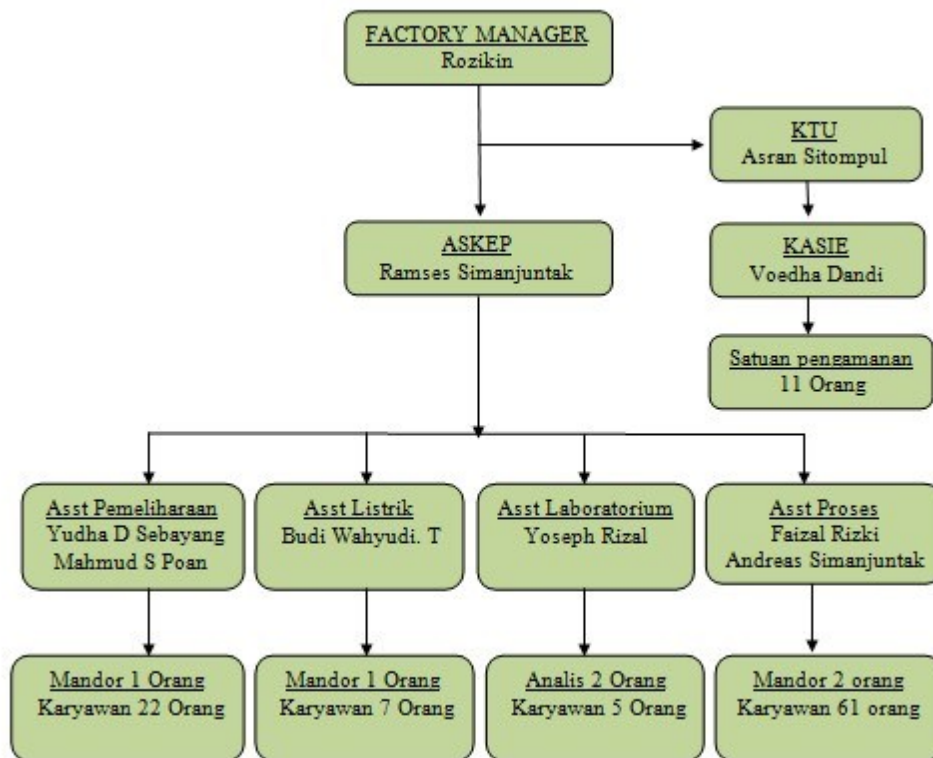 FACTORY MANAGER
Rozikin
KTU
Asran Sitompul
ASKEP
Ramses Simanjuntak
KASIE
Voedha Dandi
Satuan pengamanan
11 Orang
Asst Pemeliharaan
Yudha D Sebayang
Mahmud S Poan
Asst Listrik
Budi Wahyudi. T
Asst Laboratorium
Yoseph Rizal
Asst Proses
Faizal Rizki
Andreas Simanjuntak
Mandor 1 Orang
Karyawan 22 Orang
Mandor 1 Orang
Karyawan 7 Orang
Analis 2 Orang
Karyawan 5 Orang
Mandor 2 orang
Karyawan 61 orang